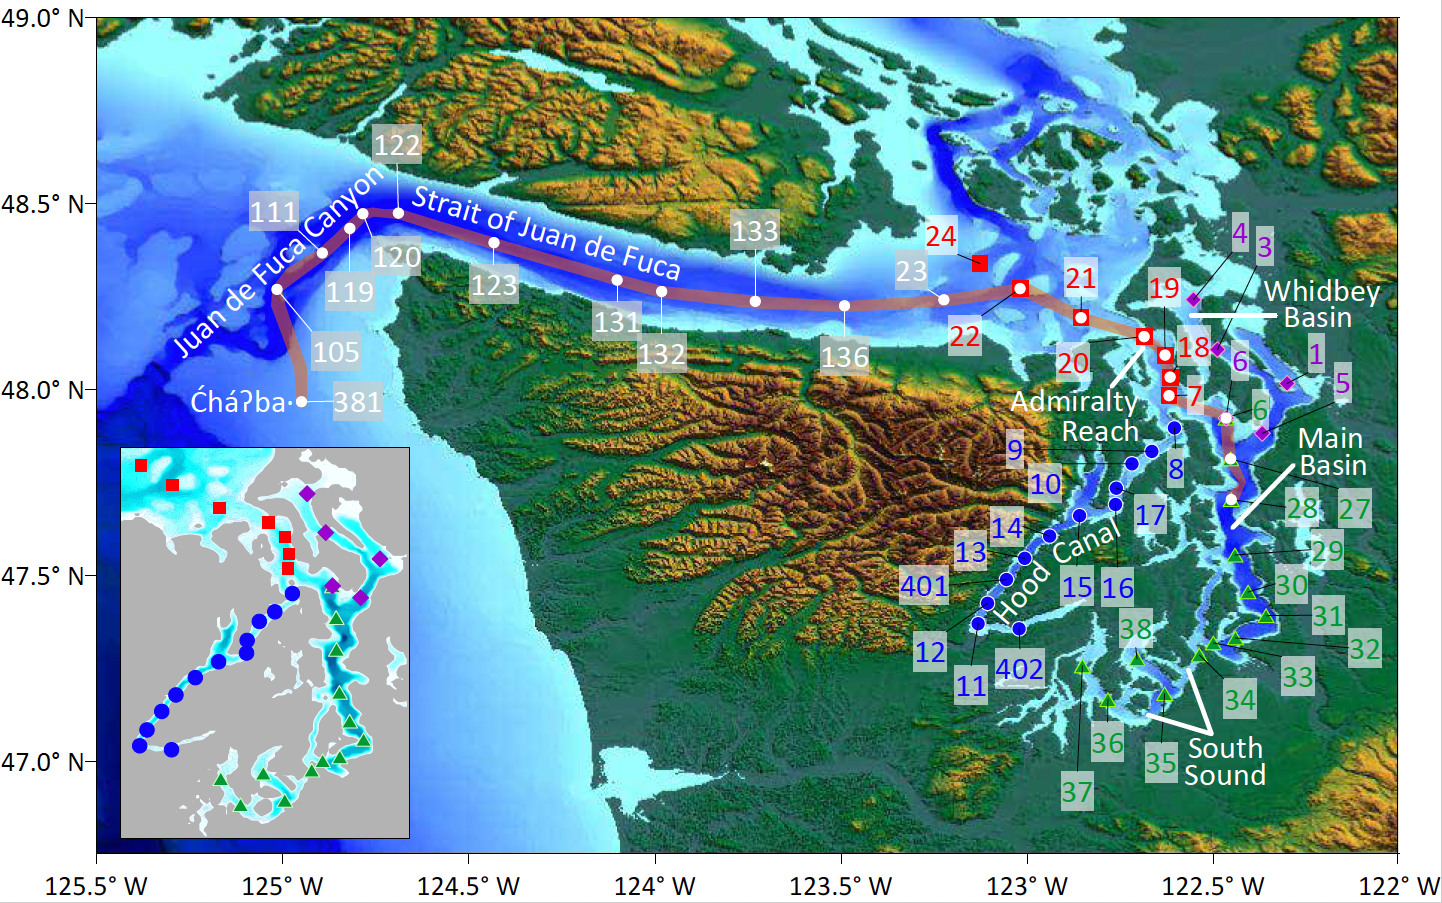 49.0° N
48.5° N
48.0° N
47.5° N
47.0° N
125.5° W
125° W
124.5° W
124° W
123.5° W
123° W
122.5° W
122° W
Juan de Fuca Canyon
Strait of Juan de Fuca
122
111
120
119
123
105
Ćháʔba·
381
131
132
133
136
23
24
22
21
20
19
18
7
4
3
Whidbey
Basin
6
1
5
6
Admiralty
Reach
Main
Basin
9
8
10
17
14
13
401
Hood Canal
15
16
12
11
402
28
27
29
30
31
32
33
34
38
36
35
37
South
Sound